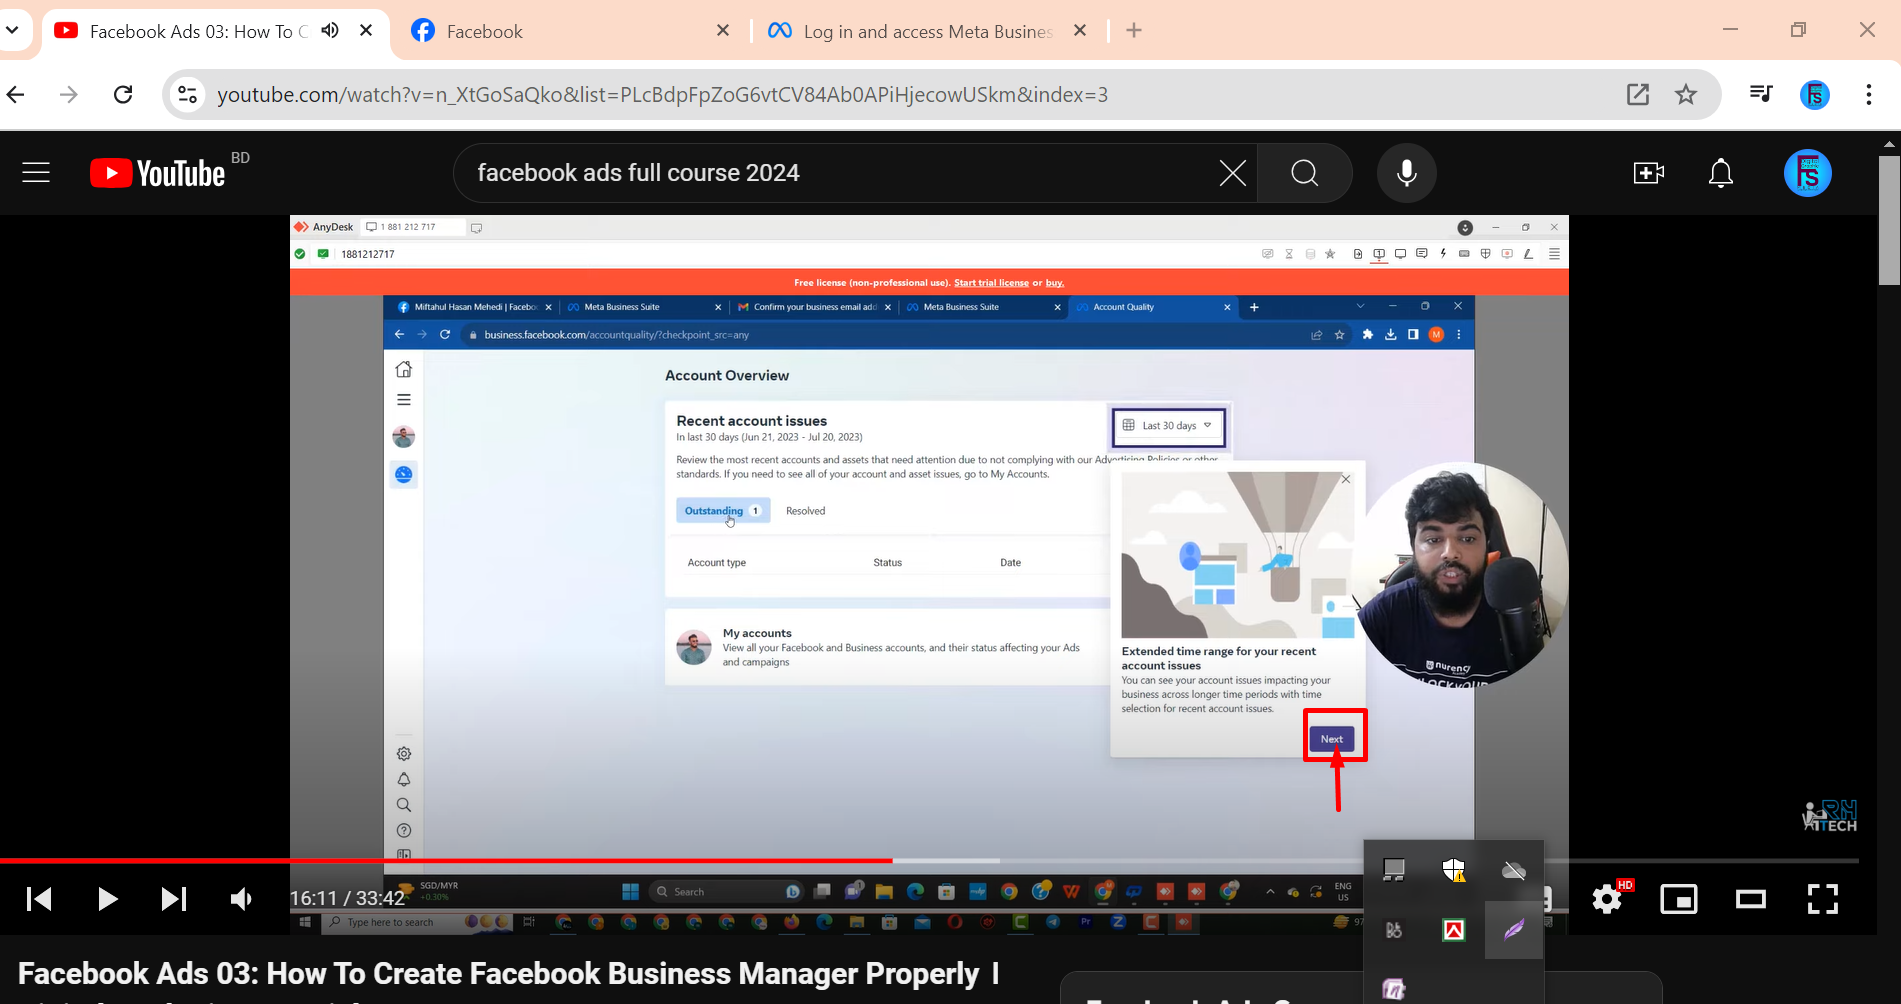 Facebook Ads 03: How To C
Facebook
Log in and access Meta Busines
youtube.com/watch?v=n_XtGoSaQko&list=PLcBdpFpZoG6vtCV84Ab0APiHjecowUSkm&index=3
YouTube BD
facebook ads full course 2024
AnyDesk
1 881 212 717
1881212717
Free license (non-professional use). Start trial license or buy.
Miftahul Hasan Mehedi | Facebo
Meta Business Suite
Confirm your business email add
Meta Business Suite
Account Quality
business.facebook.com/accountquality/?checkpoint_src=any
M
Account Overview
Recent account issues
In last 30 days (Jun 21, 2023 - Jul 20, 2023)
Last 30 days
Review the most recent accounts and assets that need attention due to not complying with our Advertising Policies or other
standards. If you need to see all of your account and asset issues, go to My Accounts.
Outstanding 1
Resolved
Account type
Status
Date
My accounts
View all your Facebook and Business accounts, and their status affecting your Ads
and campaigns
Extended time range for your recent
account issues
You can see your account issues impacting your
business across longer time periods with time
selection for recent account issues.
Next
RH
TECH
16:11 / 33:42
SGD/MYR
+0.30%
Search
ENG
US
HD
Type here to search
Facebook Ads 03: How To Create Facebook Business Manager Properly I